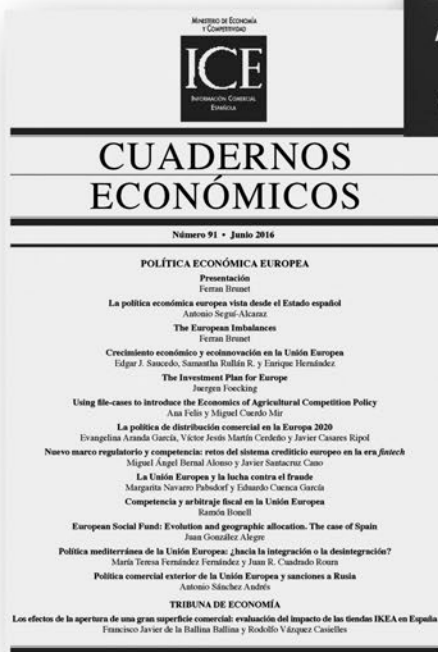 MINISTERIO DE ECONOMÍA
Y COMPETITIVIDAD
ICE
INFORMACIÓN COMERCIAL
ESPAÑOLA
CUADERNOS
ECONÓMICOS
Número 91 • Junio 2016
POLÍTICA ECONÓMICA EUROPEA
Presentación
Ferran Brunet
La política económica europea vista desde el Estado español
Antonio Seguí-Alcaraz
The European Imbalances
Ferran Brunet
Crecimiento económico y ecoinnovación en la Unión Europea
Edgar J. Saucedo, Samantha Rullán R. y Enrique Hernández
The Investment Plan for Europe
Juergen Foecking
Using file-cases to introduce the Economics of Agricultural Competition Policy
Ana Felis y Miguel Cuerdo Mir
La política de distribución comercial en la Europa 2020
Evangelina Aranda García, Víctor Jesús Martín Cerdeño y Javier Casares Ripol
Nuevo marco regulatorio y competencia: retos del sistema crediticio europeo en la era fintech
Miguel Ángel Bernal Alonso y Javier Santacruz Cano
La Unión Europea y la lucha contra el fraude
Margarita Navarro Pabsdorf y Eduardo Cuenca García
Competencia y arbitraje fiscal en la Unión Europea
Ramón Bonell
European Social Fund: Evolution and geographic allocation. The case of Spain
Juan González Alegre
Política mediterránea de la Unión Europea: ¿hacia la integración o la desintegración?
María Teresa Fernández Fernández y Juan R. Cuadrado Roura
Política comercial exterior de la Unión Europea y sanciones a Rusia
Antonio Sánchez Andrés
TRIBUNA DE ECONOMÍA
Los efectos de la apertura de una gran superficie comercial: evaluación del impacto de las tiendas IKEA en España
Francisco Javier de la Ballina Ballina y Rodolfo Vázquez Casielles